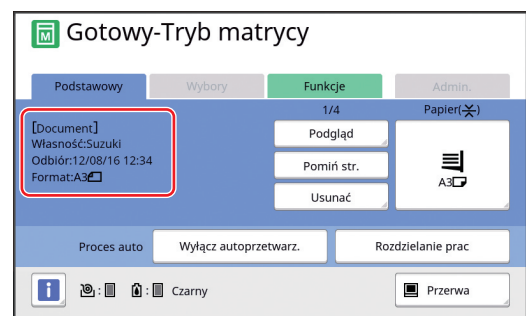 Gotowy-Tryb matrycy
Podstawowy
Wybory
Funkcje
Admin.
[Document]
Własność:Suzuki
Odbiór:12/08/16 12:34
Format:A3
1/4
Podgląd
Pomiń str.
Usunać
Papier()
A3
Proces auto
Wyłącz autoprzetwarz.
Rozdzielanie prac
i
: : Czarny
Przerwa